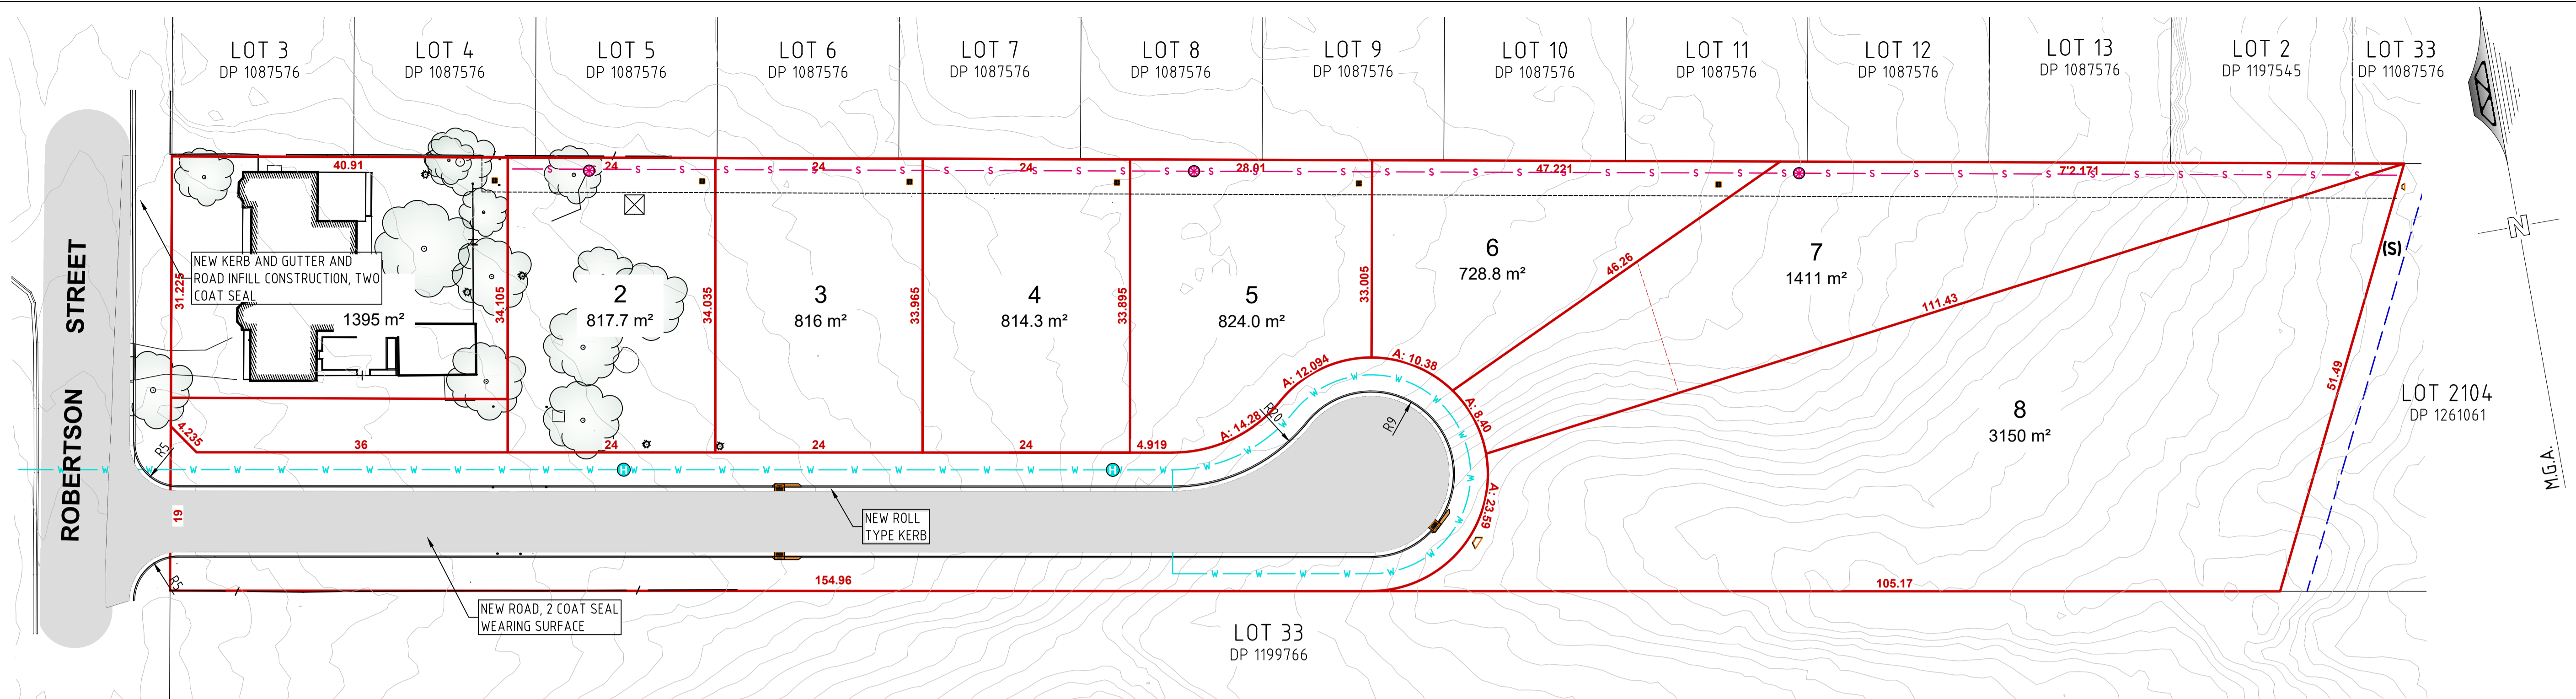 LOT 3
DP 1087576
LOT 4
DP 1087576
LOT 5
DP 1087576
LOT 6
DP 1087576
LOT 7
DP 1087576
LOT 8
DP 1087576
LOT 9
DP 1087576
LOT 10
DP 1087576
LOT 11
DP 1087576
LOT 12
DP 1087576
LOT 13
DP 1087576
LOT 2
DP 1197545
LOT 33
DP 11087576
40.91
24
24
24
28.01
47.221
72.171
S S S S S S S S S S S S S S S S S S S S S S S S S S S S S S S S S S S S S S S S
ROBERTSON STREET
NEW KERB AND GUTTER AND
ROAD INFILL CONSTRUCTION, TWO
COAT SEAL
31.225
1395 m²
34.105
2
817.7 m²
34.035
3
816 m²
33.965
4
814.3 m²
33.895
5
824.0 m²
33.005
6
728.8 m²
46.26
7
1411 m²
111.43
8
3150 m²
51.49
(S)
N
M.G.A.
LOT 2104
DP 1261061
4.235
36
24
24
24
4.919
A: 14.28
A: 12.094
A: 10.38
A: 8.40
A: 23.59
R20
R9
R5
R5
W W W W W W W W W W W W W W W W W W W W W W W W W W W W W W W W W W W W W W W W
H
H
19
NEW ROLL
TYPE KERB
154.96
105.17
NEW ROAD, 2 COAT SEAL
WEARING SURFACE
LOT 33
DP 1199766